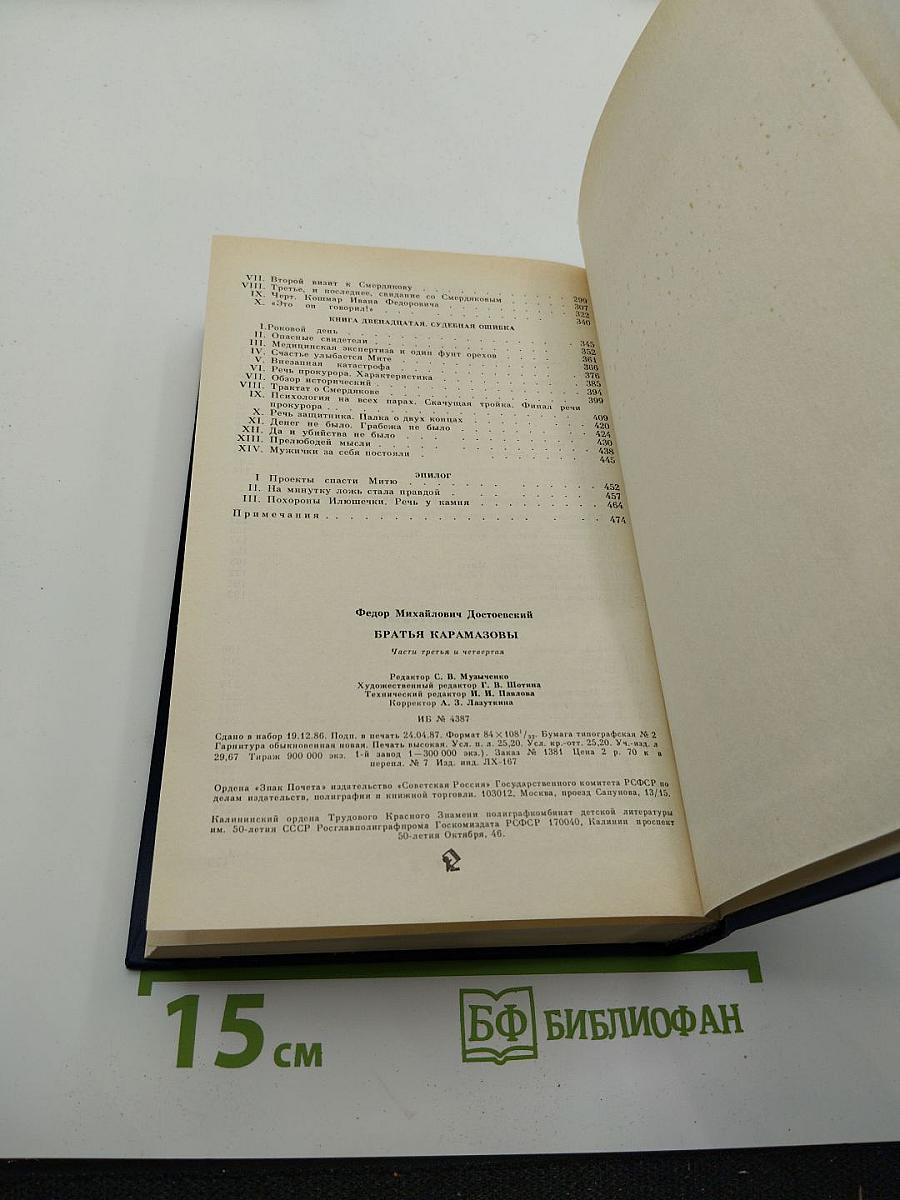 VII. Второй визит к Смердякову . . . . . . . 299
VIII. Третье, и последнее, свидание со Смердяковым . . . . . 307
IX. Черт. Кошмар Ивана Федоровича . . . . . . . 322
X. «Это он говорил!» . . . . . . . 340
КНИГА ДВЕНАДЦАТАЯ. СУДЕБНАЯ ОШИБКА
I.Роковой день . . . . . . . 345
II. Опасные свидетели . . . . . . . 352
III. Медицинская экспертиза и один фунт орехов . . . . . 361
IV. Счастье улыбается Мите . . . . . . . 366
V. Внезапная катастрофа . . . . . . . 376
VI. Речь прокурора. Характеристика . . . . . . . 385
VII. Обзор исторический . . . . . . . 394
VIII. Трактат о Смердякове . . . . . . . 399
IX. Психология на всех парах. Скачущая тройка. Финал речи
прокурора . . . . . . . 409
X. Речь защитника. Палка о двух концах . . . . . . . 420
XI. Денег не было. Грабежа не было . . . . . . . 424
XII. Да и убийства не было . . . . . . . 430
XIII. Прелюбодей мысли . . . . . . . 438
XIV. Мужички за себя постояли . . . . . . . 445
ЭПИЛОГ
I Проекты спасти Митю . . . . . . . 452
II. На минутку ложь стала правдой . . . . . . . 457
III. Похороны Илюшечки. Речь у камня . . . . . . . 464
Примечания . . . . . . . 474
Федор Михайлович Достоевский
БРАТЬЯ КАРАМАЗОВЫ
Части третья и четвертая
Редактор С. В. Музыченко
Художественный редактор Г. В. Шотина
Технический редактор И. И. Павлова
Корректор А. З. Лазуткина
ИБ № 4387
Сдано в набор 19.12.86. Подп. в печать 24.04.87. Формат 84×108¹/₃₂. Бумага типографская № 2
Гарнитура обыкновенная новая. Печать высокая. Усл. п. л. 25,20. Усл. кр.-отт. 25,20. Уч.-изд. л
29,67 Тираж 900 000 экз. 1-й завод 1—300 000 экз.). Заказ № 1381 Цена 2 р. 70 к в
перепл. № 7 Изд. инд. ЛХ-167
Ордена «Знак Почета» издательство «Советская Россия» Государственного комитета РСФСР по
делам издательств, полиграфии и книжной торговли. 103012, Москва, проезд Сапунова, 13/15.
Калининский ордена Трудового Красного Знамени полиграфкомбинат детской литературы
им. 50-летия СССР Росглавполиграфпрома Госкомиздата РСФСР 170040, Калинин проспект
50-летия Октября, 46.
15 см
БФ БИБЛИОФАН